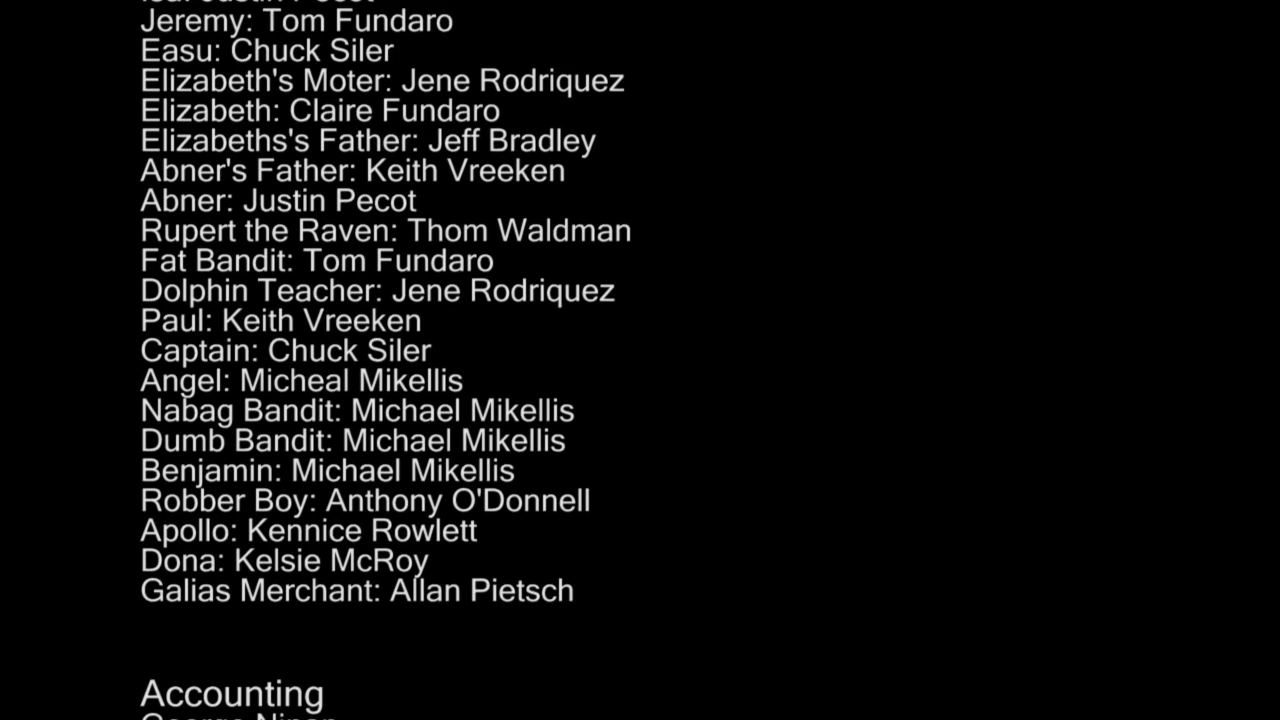 Jeremy: Tom Fundaro
Easu: Chuck Siler
Elizabeth's Moter: Jene Rodriquez
Elizabeth: Claire Fundaro
Elizabeths's Father: Jeff Bradley
Abner's Father: Keith Vreeken
Abner: Justin Pecot
Rupert the Raven: Thom Waldman
Fat Bandit: Tom Fundaro
Dolphin Teacher: Jene Rodriquez
Paul: Keith Vreeken
Captain: Chuck Siler
Angel: Micheal Mikellis
Nabag Bandit: Michael Mikellis
Dumb Bandit: Michael Mikellis
Benjamin: Michael Mikellis
Robber Boy: Anthony O'Donnell
Apollo: Kennice Rowlett
Dona: Kelsie McRoy
Galias Merchant: Allan Pietsch
Accounting